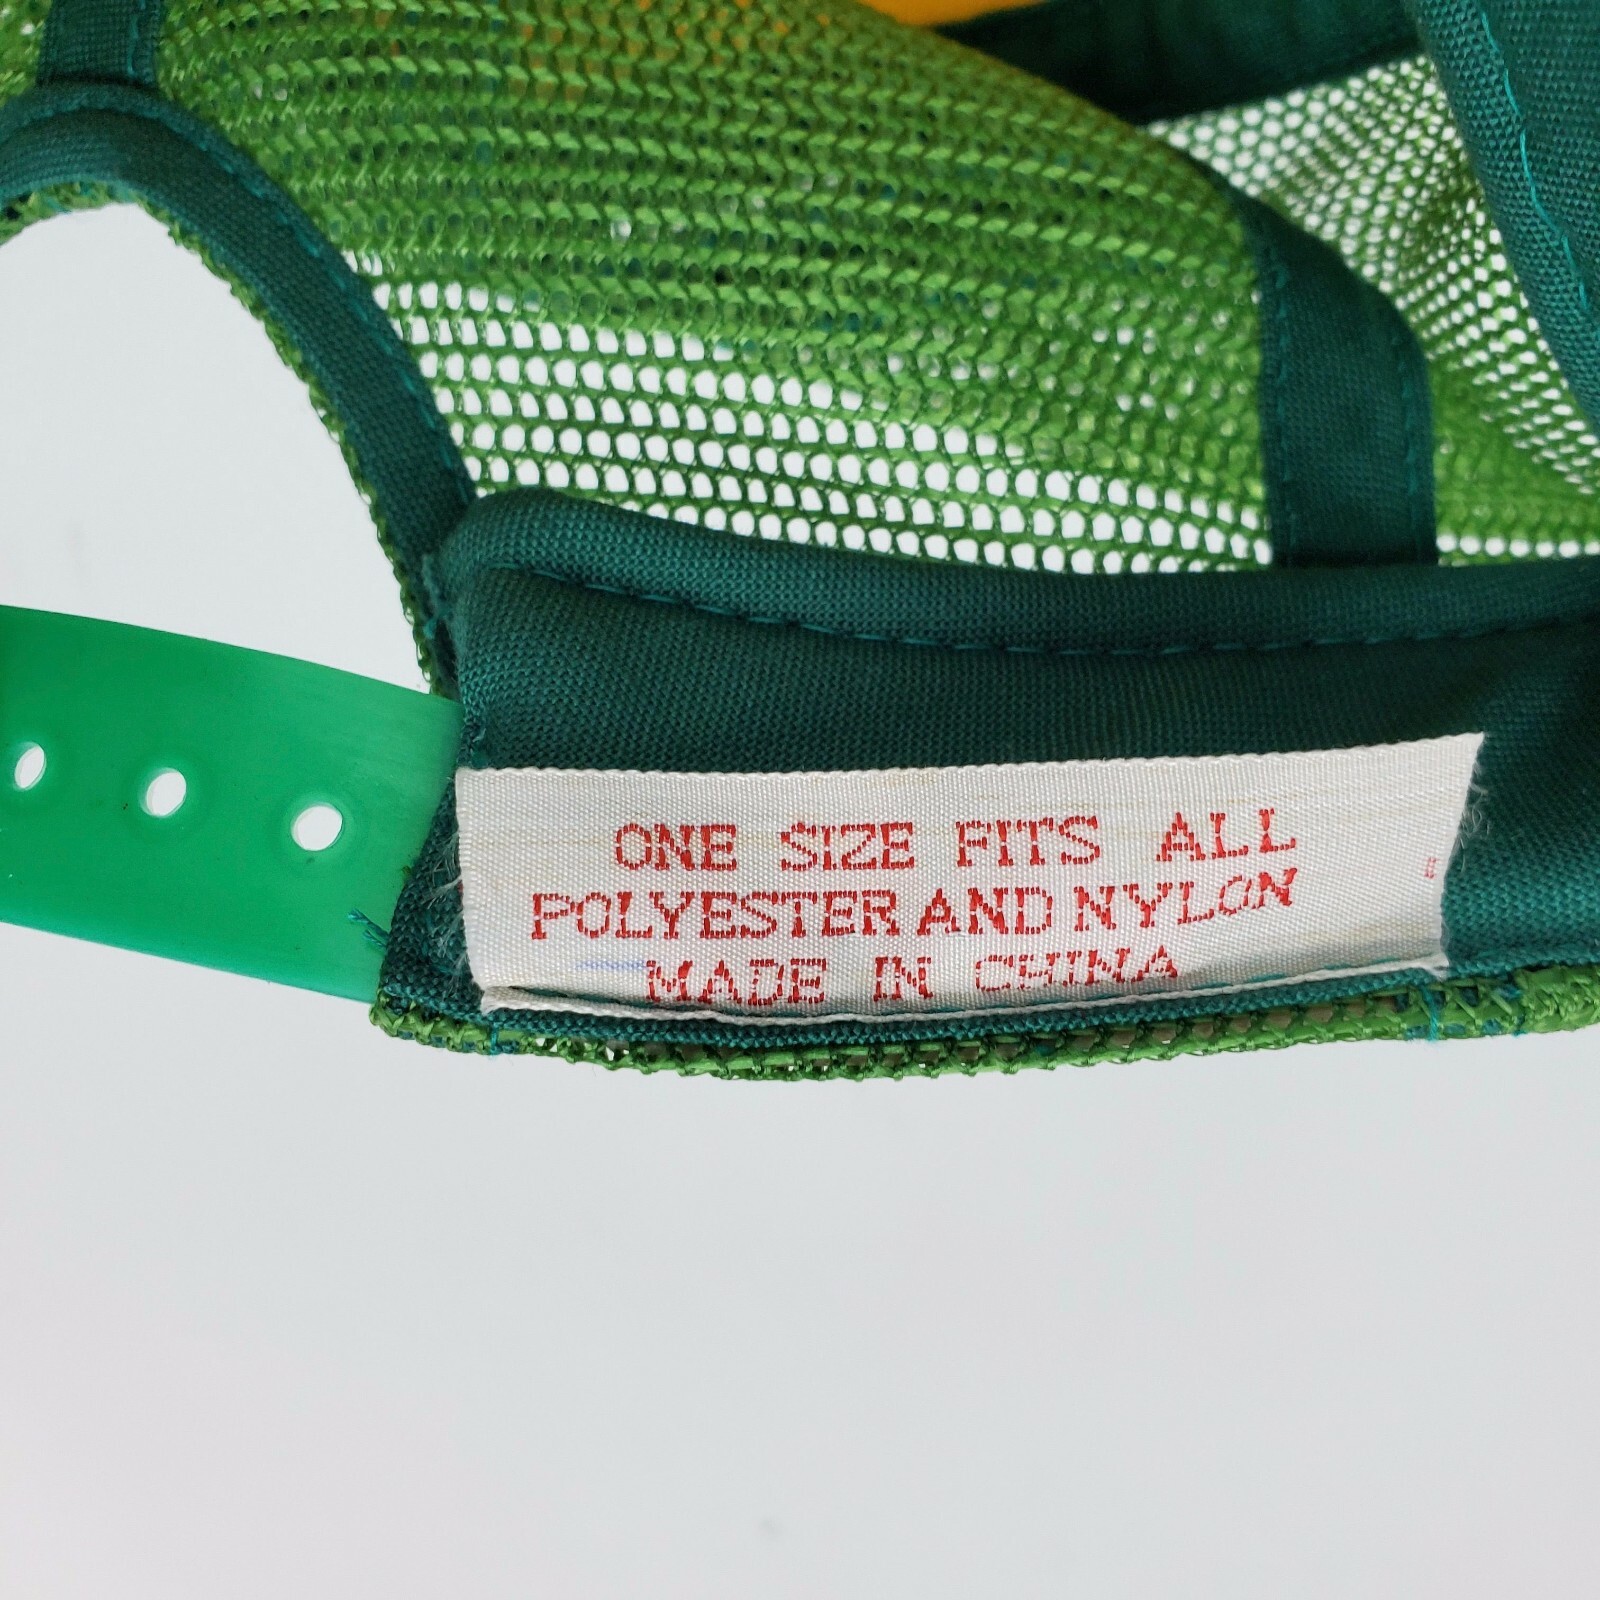 ONE SIZE FITS ALL
POLYESTER AND NYLON
MADE IN CHINA